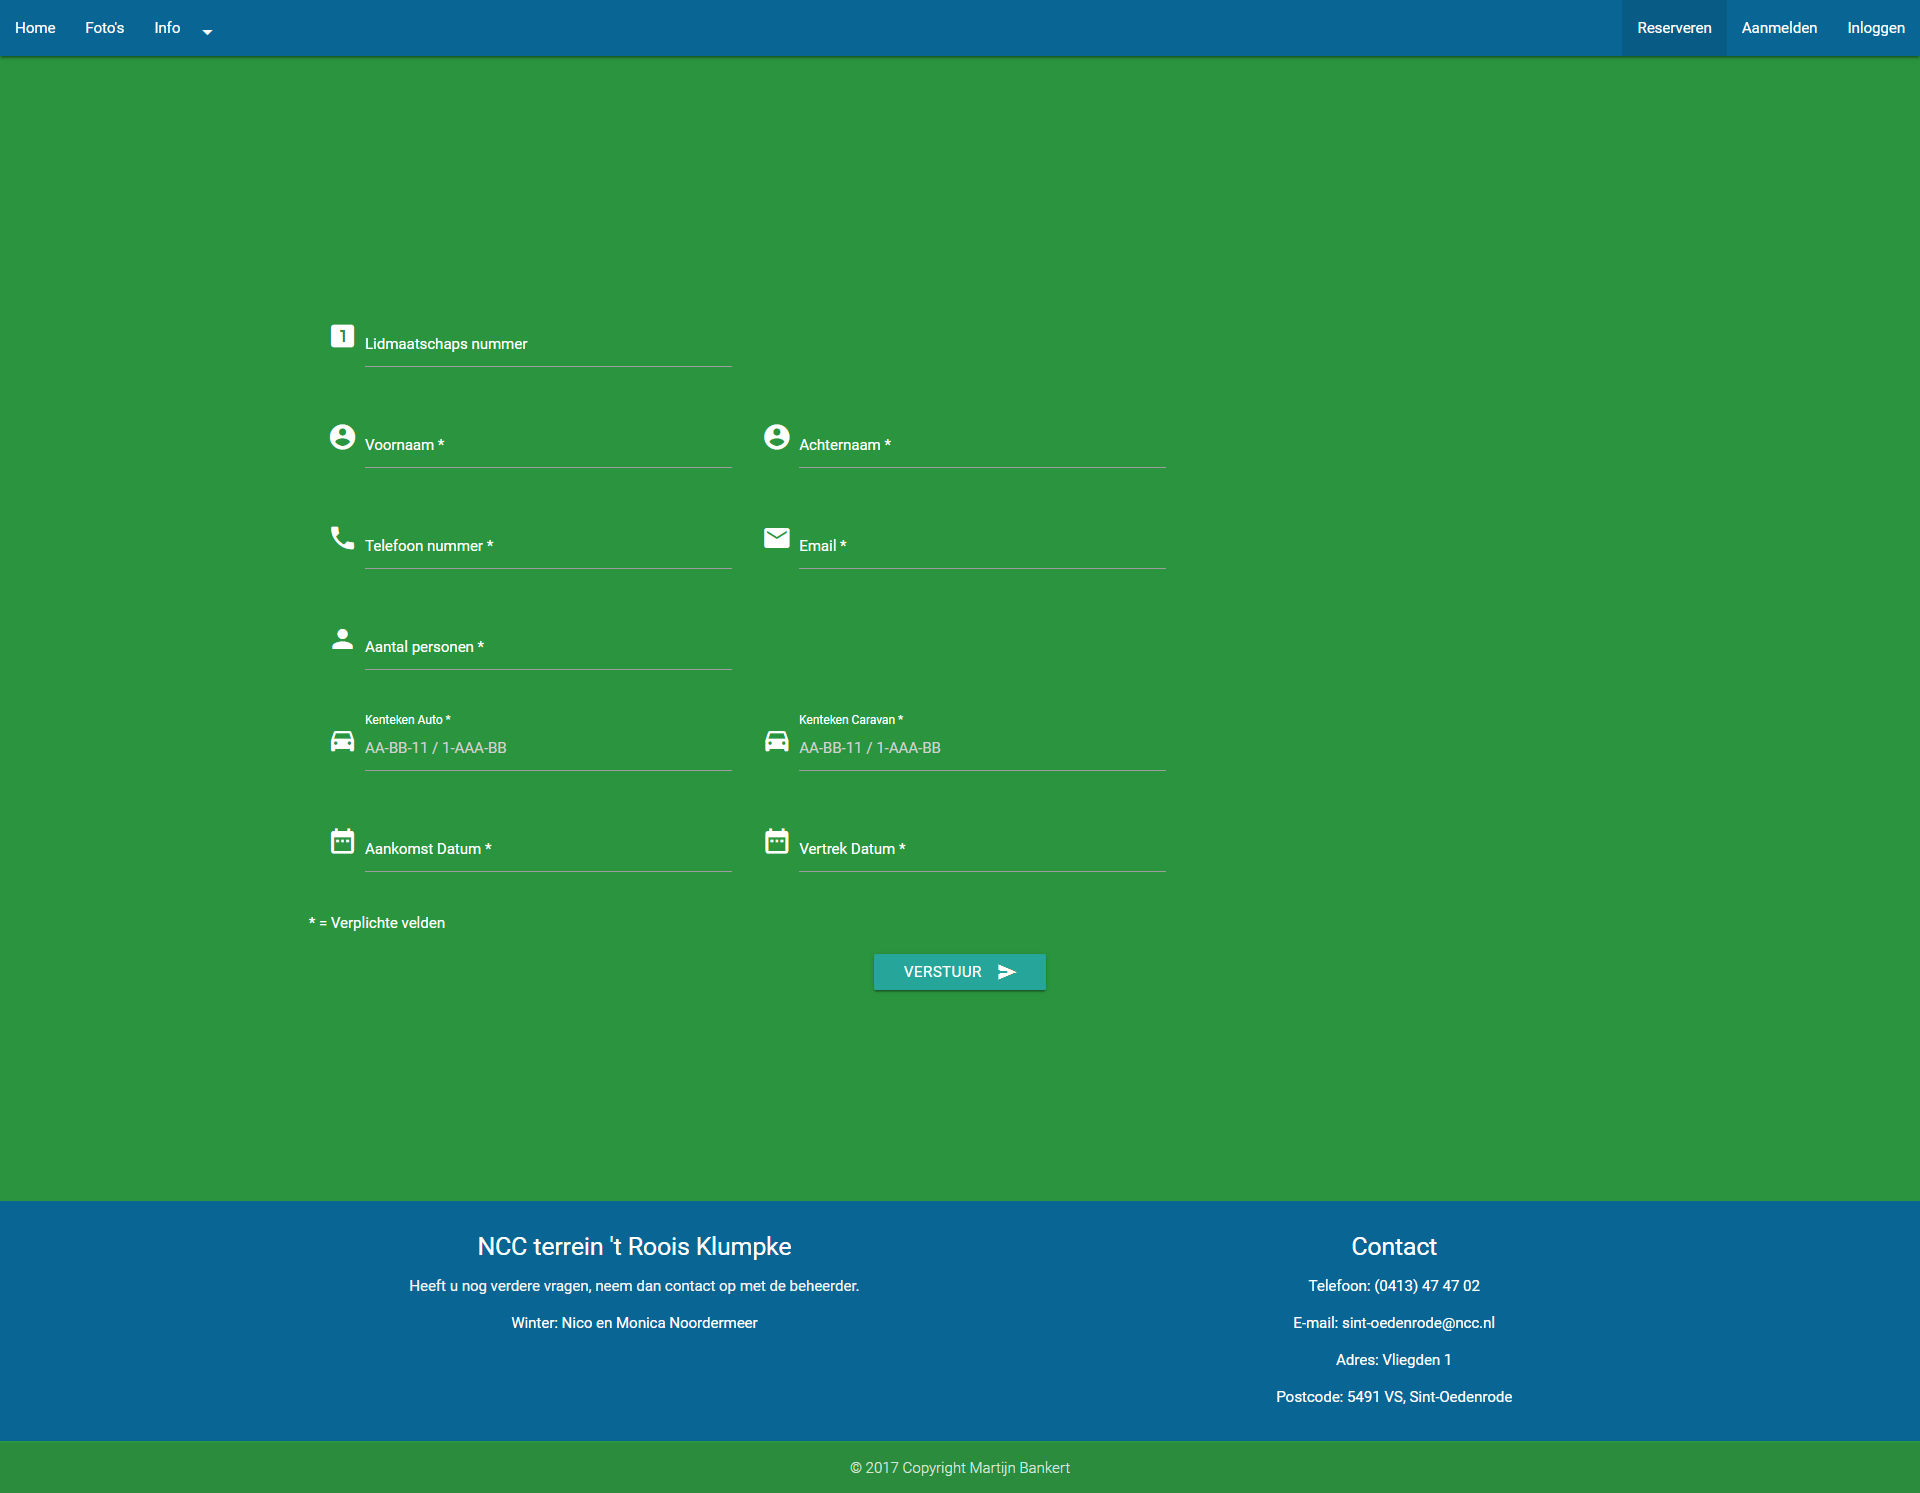 Home Foto's Info Reserveren Aanmelden Inloggen
1 Lidmaatschaps nummer
Voornaam * Achternaam *
Telefoon nummer * Email *
Aantal personen *
Kenteken Auto * Kenteken Caravan *
AA-BB-11 / 1-AAA-BB AA-BB-11 / 1-AAA-BB
Aankomst Datum * Vertrek Datum *
* = Verplichte velden
VERSTUUR
NCC terrein 't Roois Klumpke
Heeft u nog verdere vragen, neem dan contact op met de beheerder.
Winter: Nico en Monica Noordermeer
Contact
Telefoon: (0413) 47 47 02
E-mail: sint-oedenrode@ncc.nl
Adres: Vliegden 1
Postcode: 5491 VS, Sint-Oedenrode
© 2017 Copyright Martijn Bankert